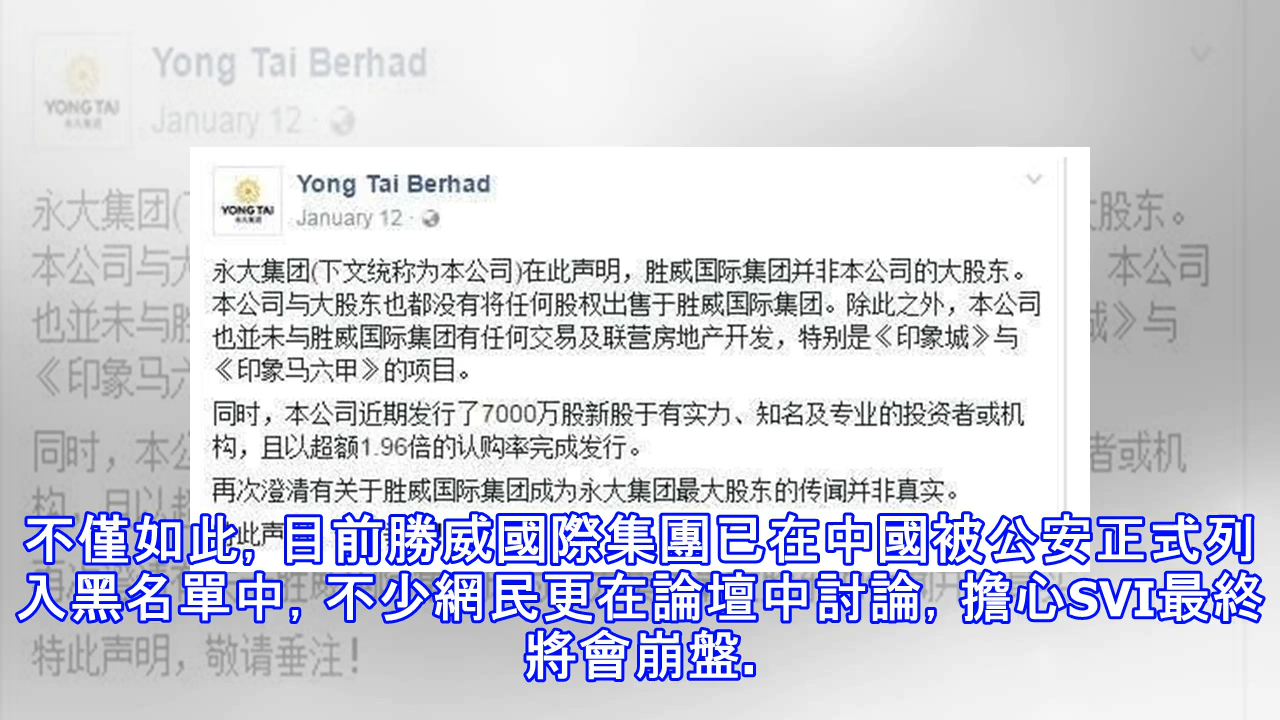 Yong Tai Berhad
January 12
YONG TAI
永大集团
Yong Tai Berhad
January 12 ·
YONG TAI
永大集团
永大集团(下文统称为本公司)在此声明，胜威国际集团并非本公司的大股东。
本公司与大股东也都没有将任何股权出售于胜威国际集团。除此之外，本公司
也並未与胜威国际集团有任何交易及联营房地产开发，特别是《印象城》与
《印象马六甲》的项目。
同时，本公司近期发行了7000万股新股于有实力、知名及专业的投资者或机
构，且以超额1.96倍的认购率完成发行。
再次澄清有关于胜威国际集团成为永大集团最大股东的传闻并非真实。
此声
不僅如此, 目前勝威國際集團已在中國被公安正式列
入黑名單中, 不少網民更在論壇中討論, 擔心SVI最終
將會崩盤.
特此声明，敬请垂注！